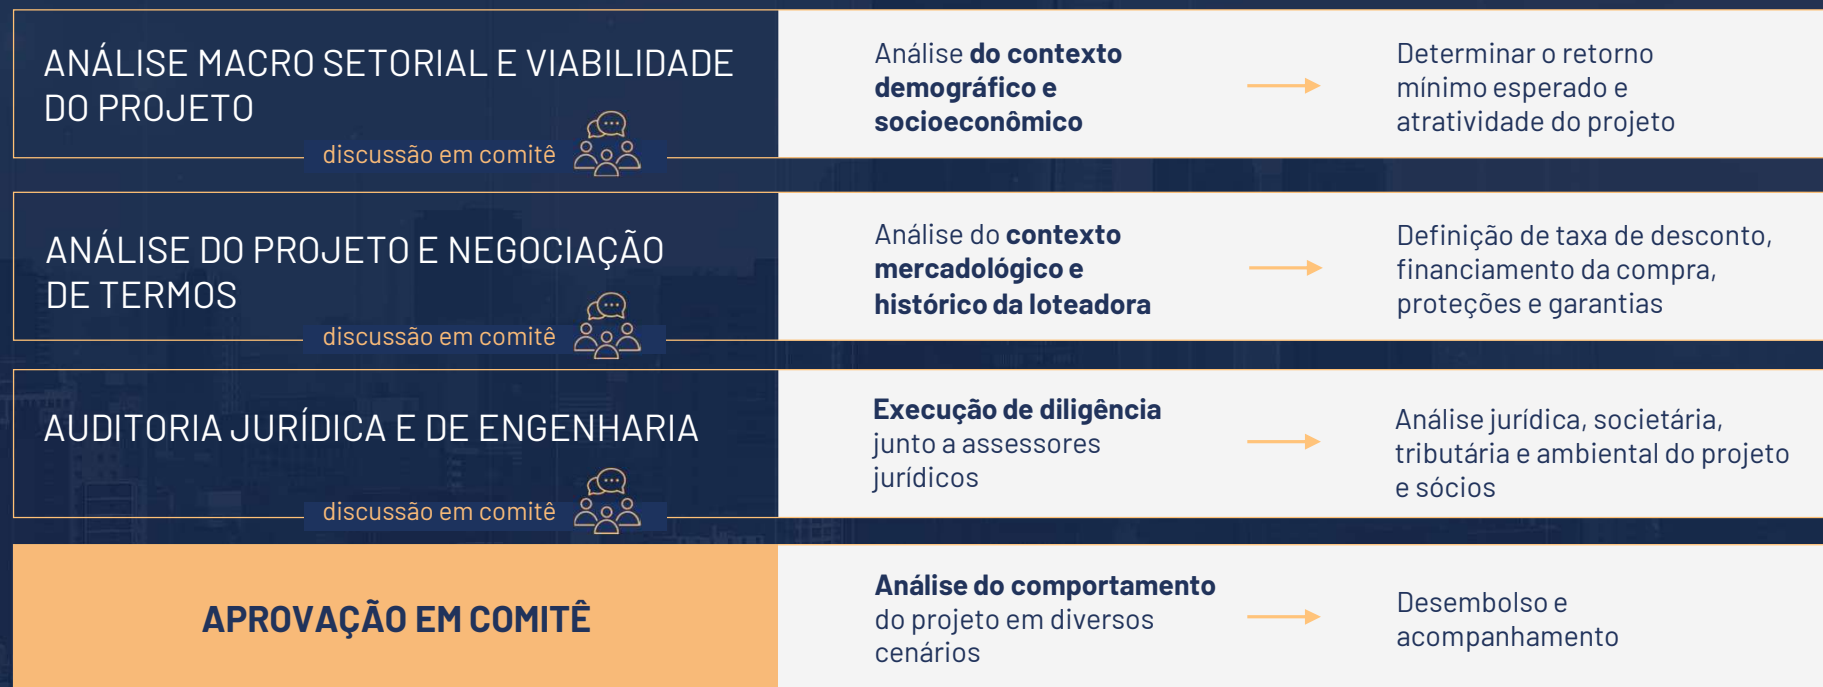 ANÁLISE MACRO SETORIAL E VIABILIDADE
DO PROJETO
discussão em comitê
Análise do contexto
demográfico e
socioeconômico
Determinar o retorno
mínimo esperado e
atratividade do projeto
ANÁLISE DO PROJETO E NEGOCIAÇÃO
DE TERMOS
discussão em comitê
Análise do contexto
mercadológico e
histórico da loteadora
Definição de taxa de desconto,
financiamento da compra,
proteções e garantias
AUDITORIA JURÍDICA E DE ENGENHARIA
discussão em comitê
Execução de diligência
junto a assessores
jurídicos
Análise jurídica, societária,
tributária e ambiental do projeto
e sócios
APROVAÇÃO EM COMITÊ
Análise do comportamento
do projeto em diversos
cenários
Desembolso e
acompanhamento